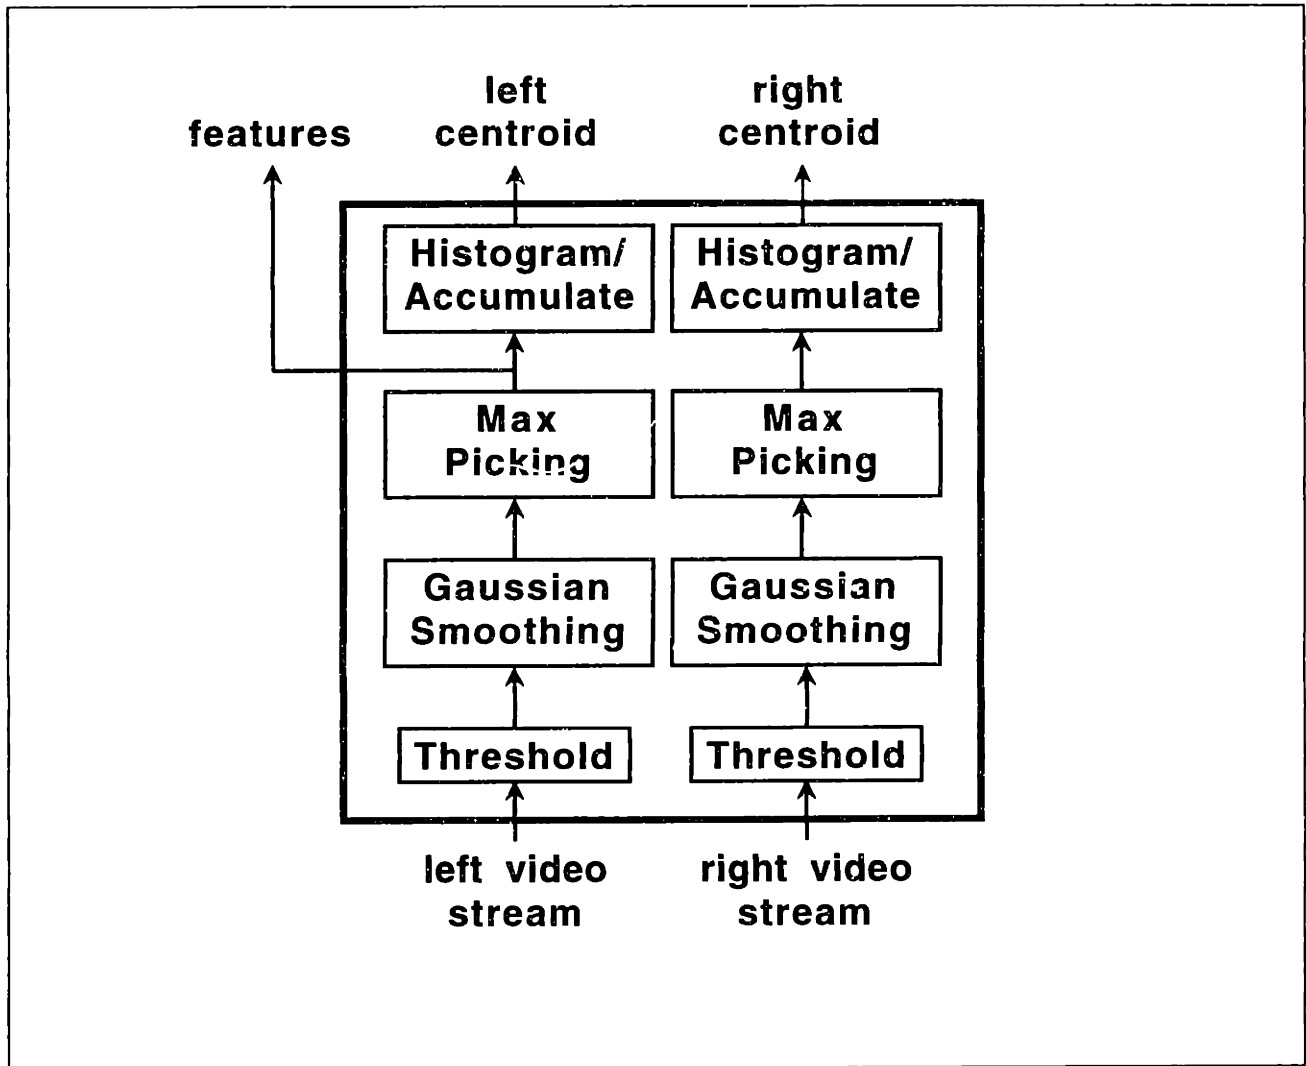 features
left
centroid
right
centroid
Histogram/
Accumulate
Histogram/
Accumulate
Max
Picking
Max
Picking
Gaussian
Smoothing
Gaussian
Smoothing
Threshold
Threshold
left video
stream
right video
stream